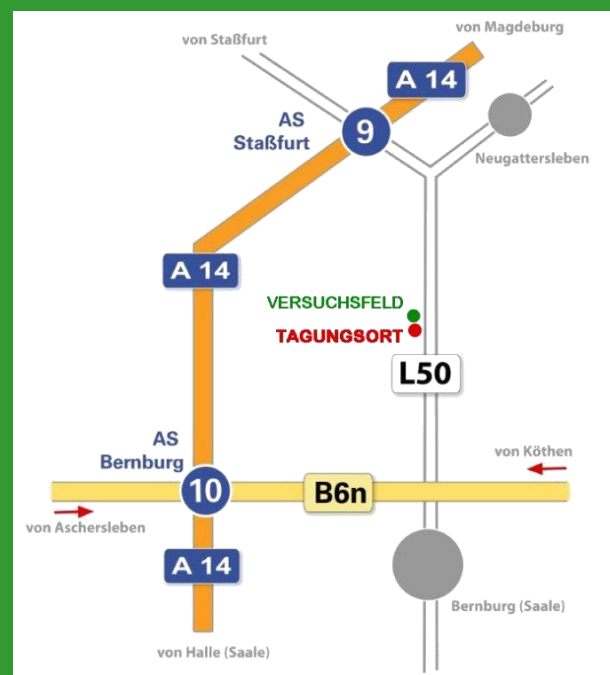 von Magdeburg
von Staßfurt
A 14
AS
Staßfurt
9
Neugattersleben
A 14
VERSUCHSFELD
TAGUNGSORT
L50
AS
Bernburg
von Köthen
10
B6n
von Aschersleben
A 14
Bernburg (Saale)
von Halle (Saale)